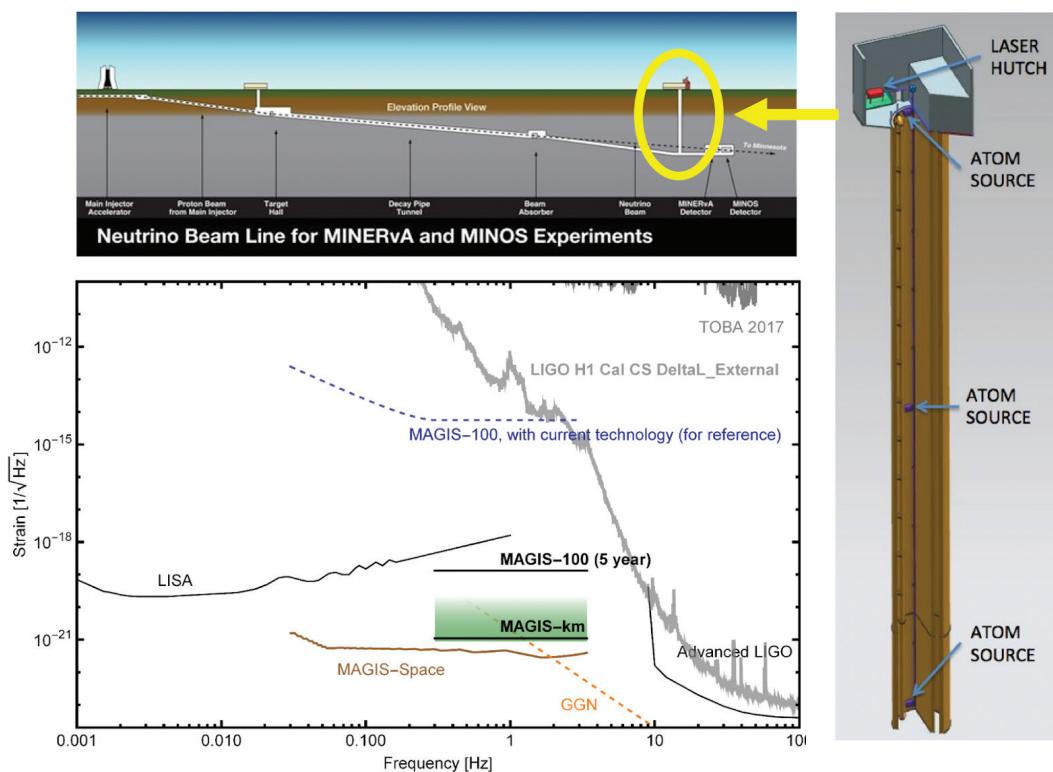 Elevation Profile View
To Minnesota
Main Injector
Accelerator
Proton Beam
from Main Injector
Target
Hall
Decay Pipe
Tunnel
Beam
Absorber
Neutrino
Beam
MINERvA
Detector
MINOS
Detector
Neutrino Beam Line for MINERvA and MINOS Experiments
LASER
HUTCH
ATOM
SOURCE
ATOM
SOURCE
ATOM
SOURCE
Strain [1/√Hz]
10⁻¹²
10⁻¹⁵
10⁻¹⁸
10⁻²¹
TOBA 2017
LIGO H1 Cal CS DeltaL_External
MAGIS-100, with current technology (for reference)
MAGIS-100 (5 year)
LISA
MAGIS-km
Advanced LIGO
MAGIS-Space
GGN
0.001
0.010
0.100
1
10
100
Frequency [Hz]